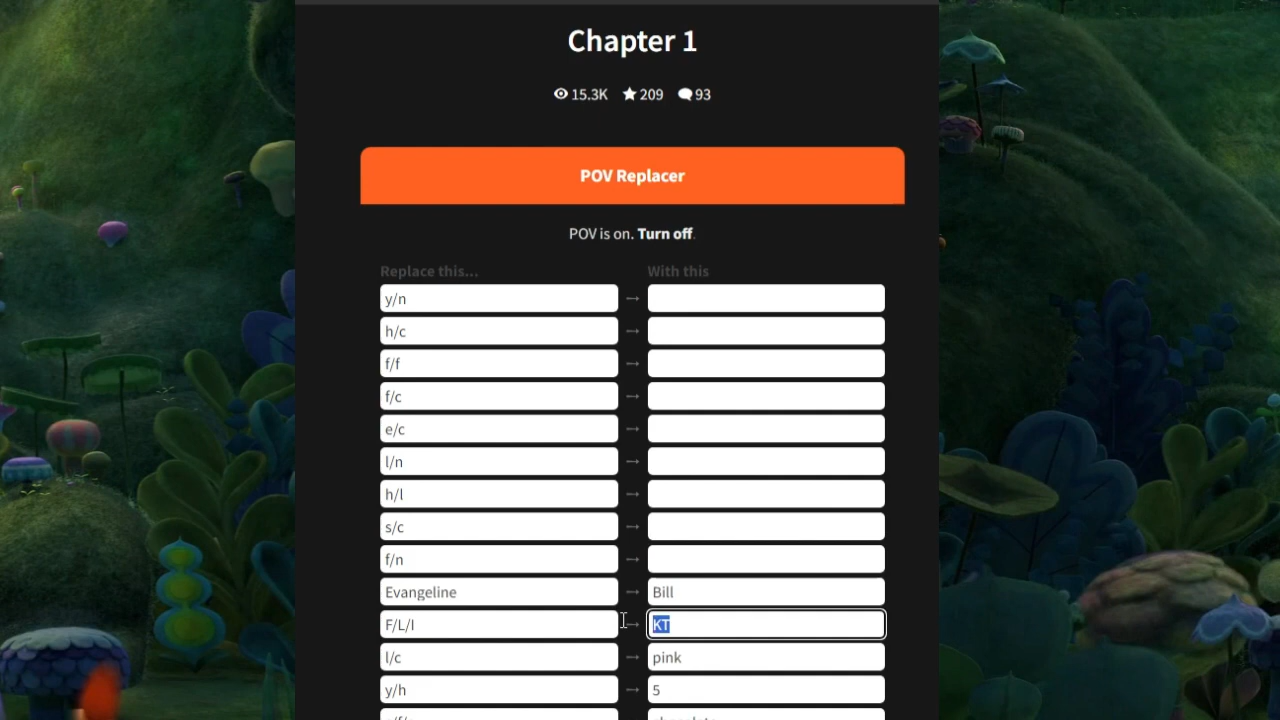 Chapter 1
15.3K 209 93
POV Replacer
POV is on. Turn off.
Replace this... With this
y/n
h/c
f/f
f/c
e/c
l/n
h/l
s/c
f/n
Evangeline → Bill
F/L/I → KT
l/c → pink
y/h → 5